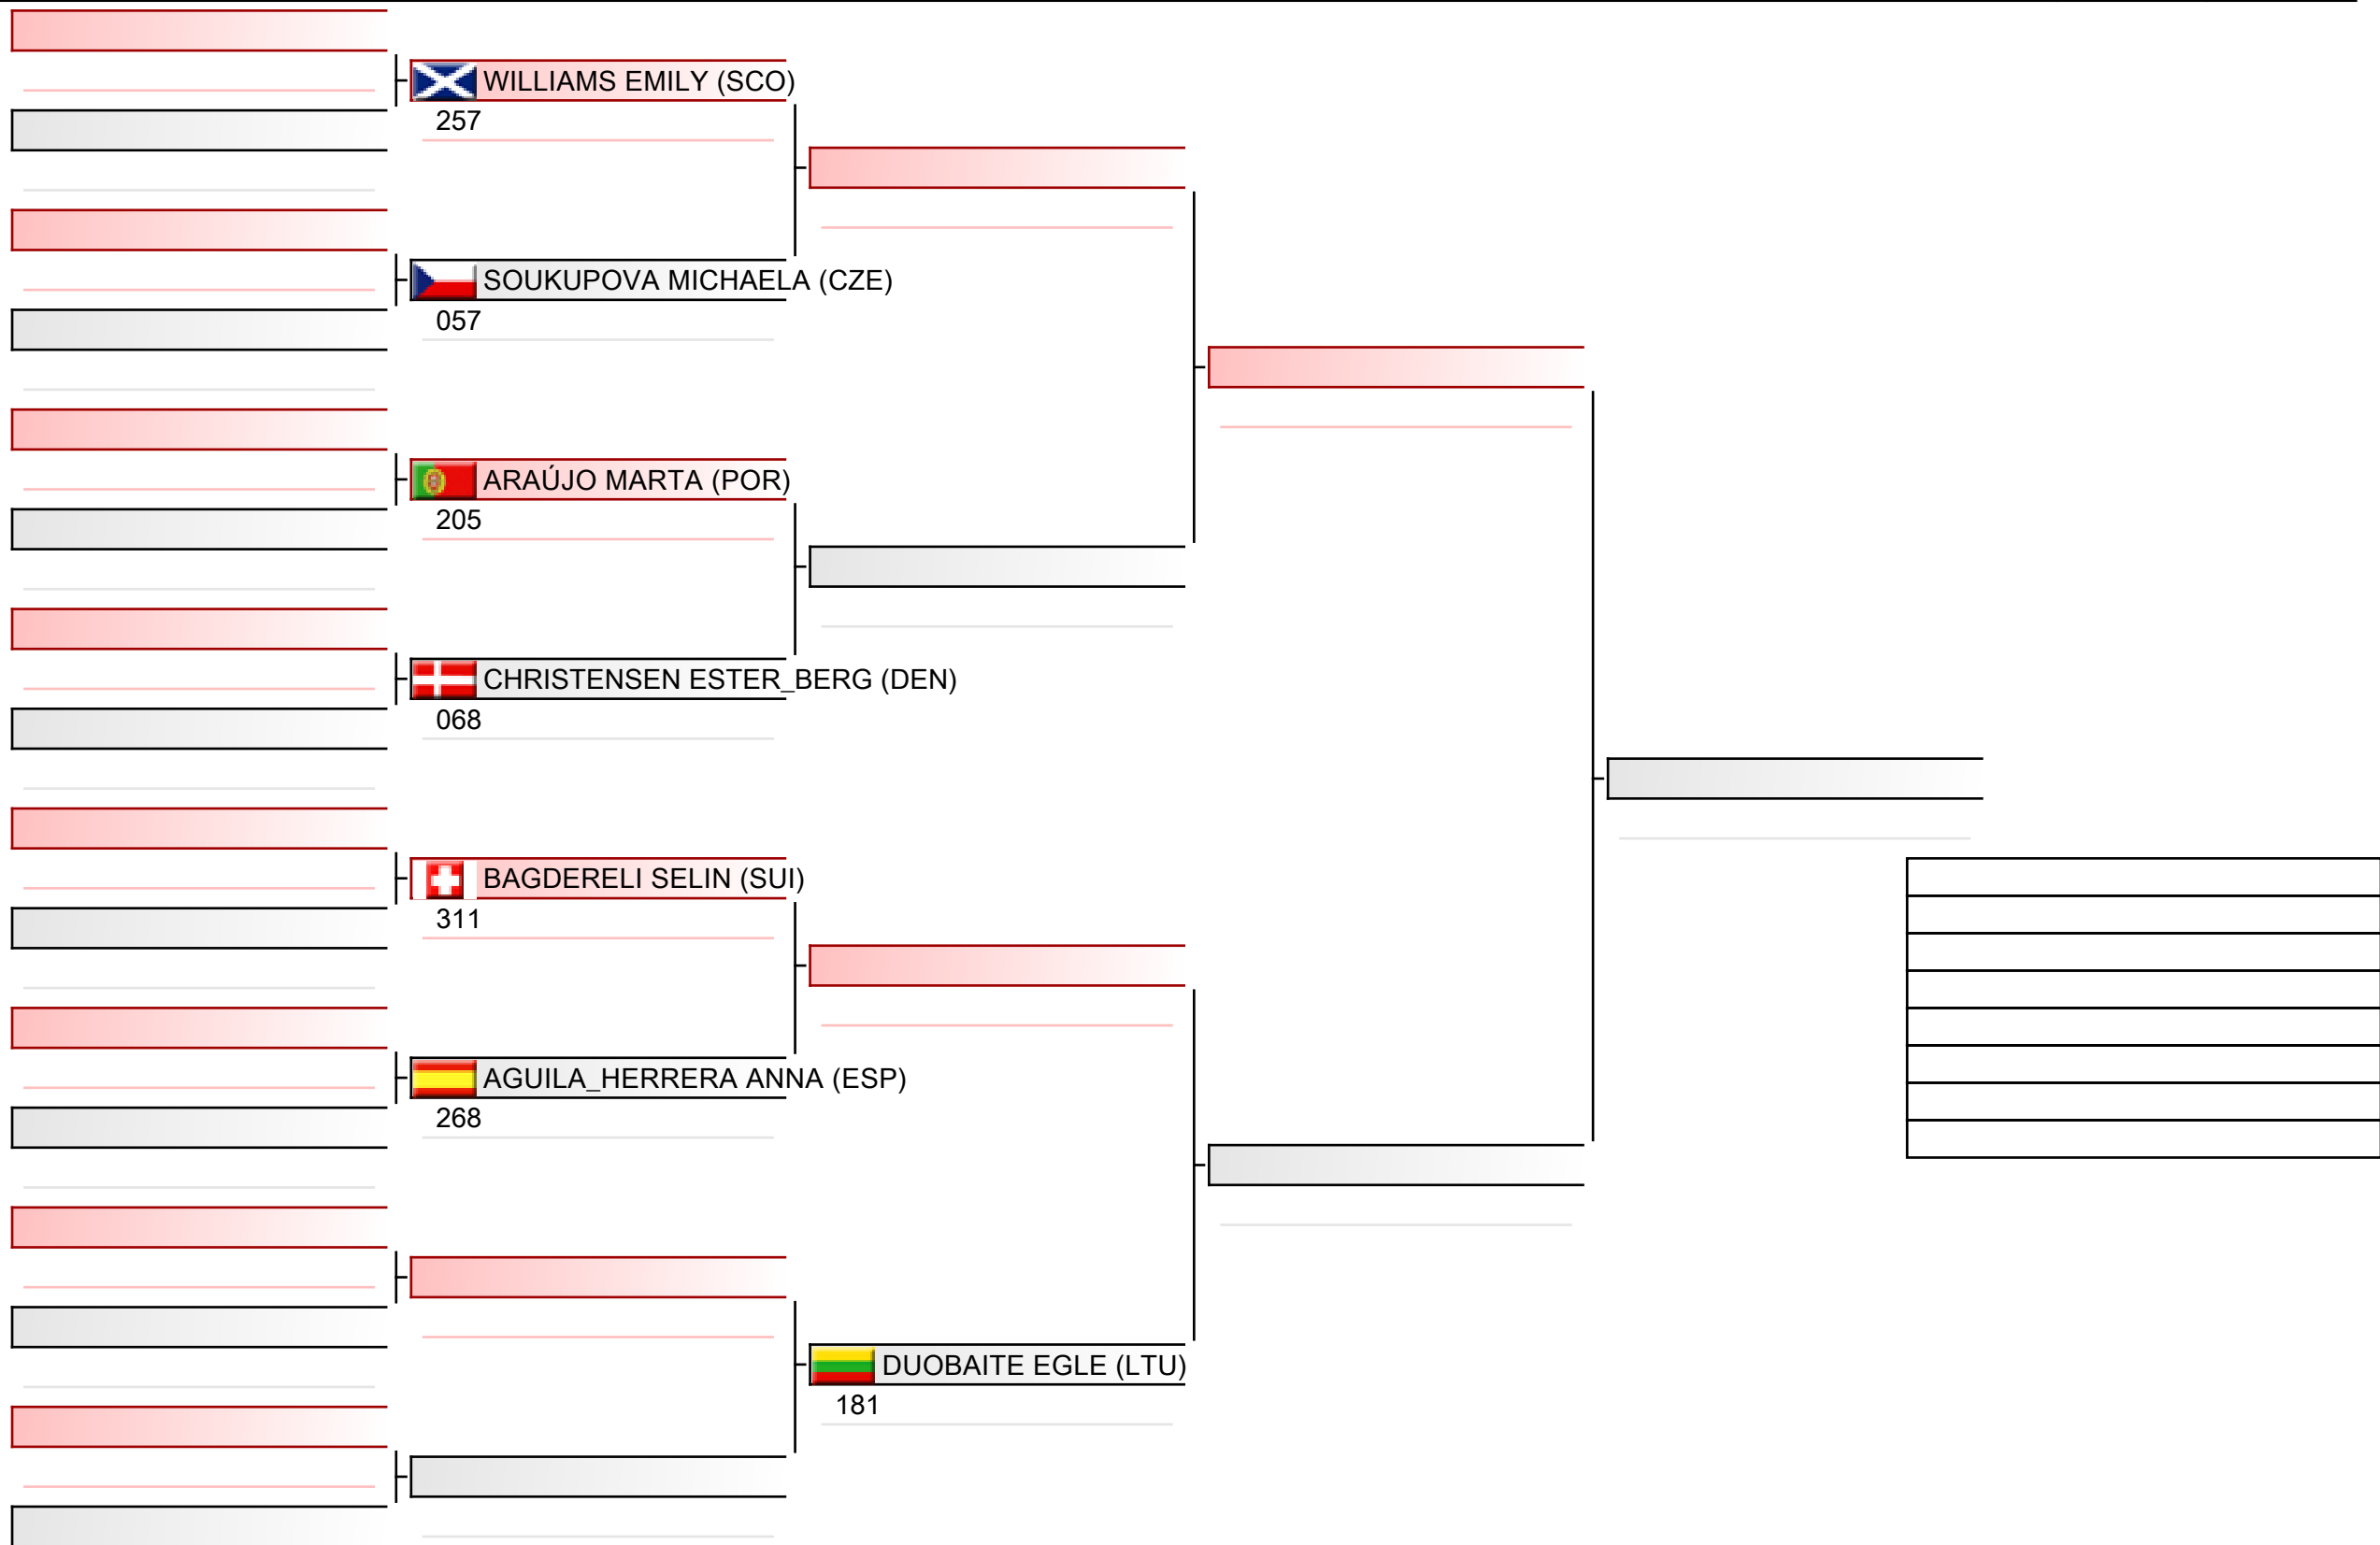 WILLIAMS EMILY (SCO)
257
SOUKUPOVA MICHAELA (CZE)
057
ARAÚJO MARTA (POR)
205
CHRISTENSEN ESTER_BERG (DEN)
068
BAGDERELI SELIN (SUI)
311
AGUILA_HERRERA ANNA (ESP)
268
DUOBAITE EGLE (LTU)
181